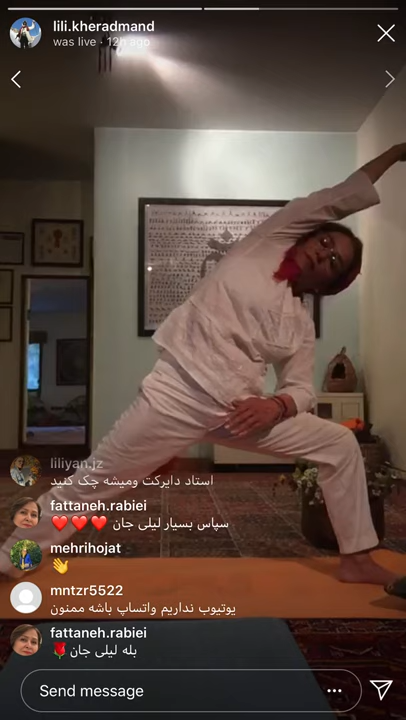 lili.kheradmand
was live · 12h ago
liliyan.jz
استاد دایرکت ومیشه چک کنید
fattaneh.rabiei
❤️❤️❤️ سپاس بسیار لیلی جان
mehrihojat
👋
mntzr5522
یوتیوب نداریم واتساپ باشه ممنون
fattaneh.rabiei
بله لیلی جان🌹
Send message